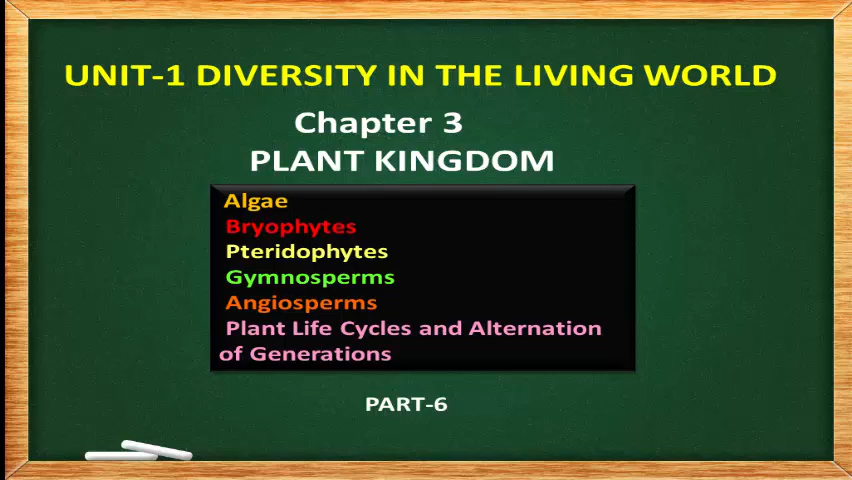 UNIT-1 DIVERSITY IN THE LIVING WORLD
Chapter 3
PLANT KINGDOM
Algae
Bryophytes
Pteridophytes
Gymnosperms
Angiosperms
Plant Life Cycles and Alternation
of Generations
PART-6